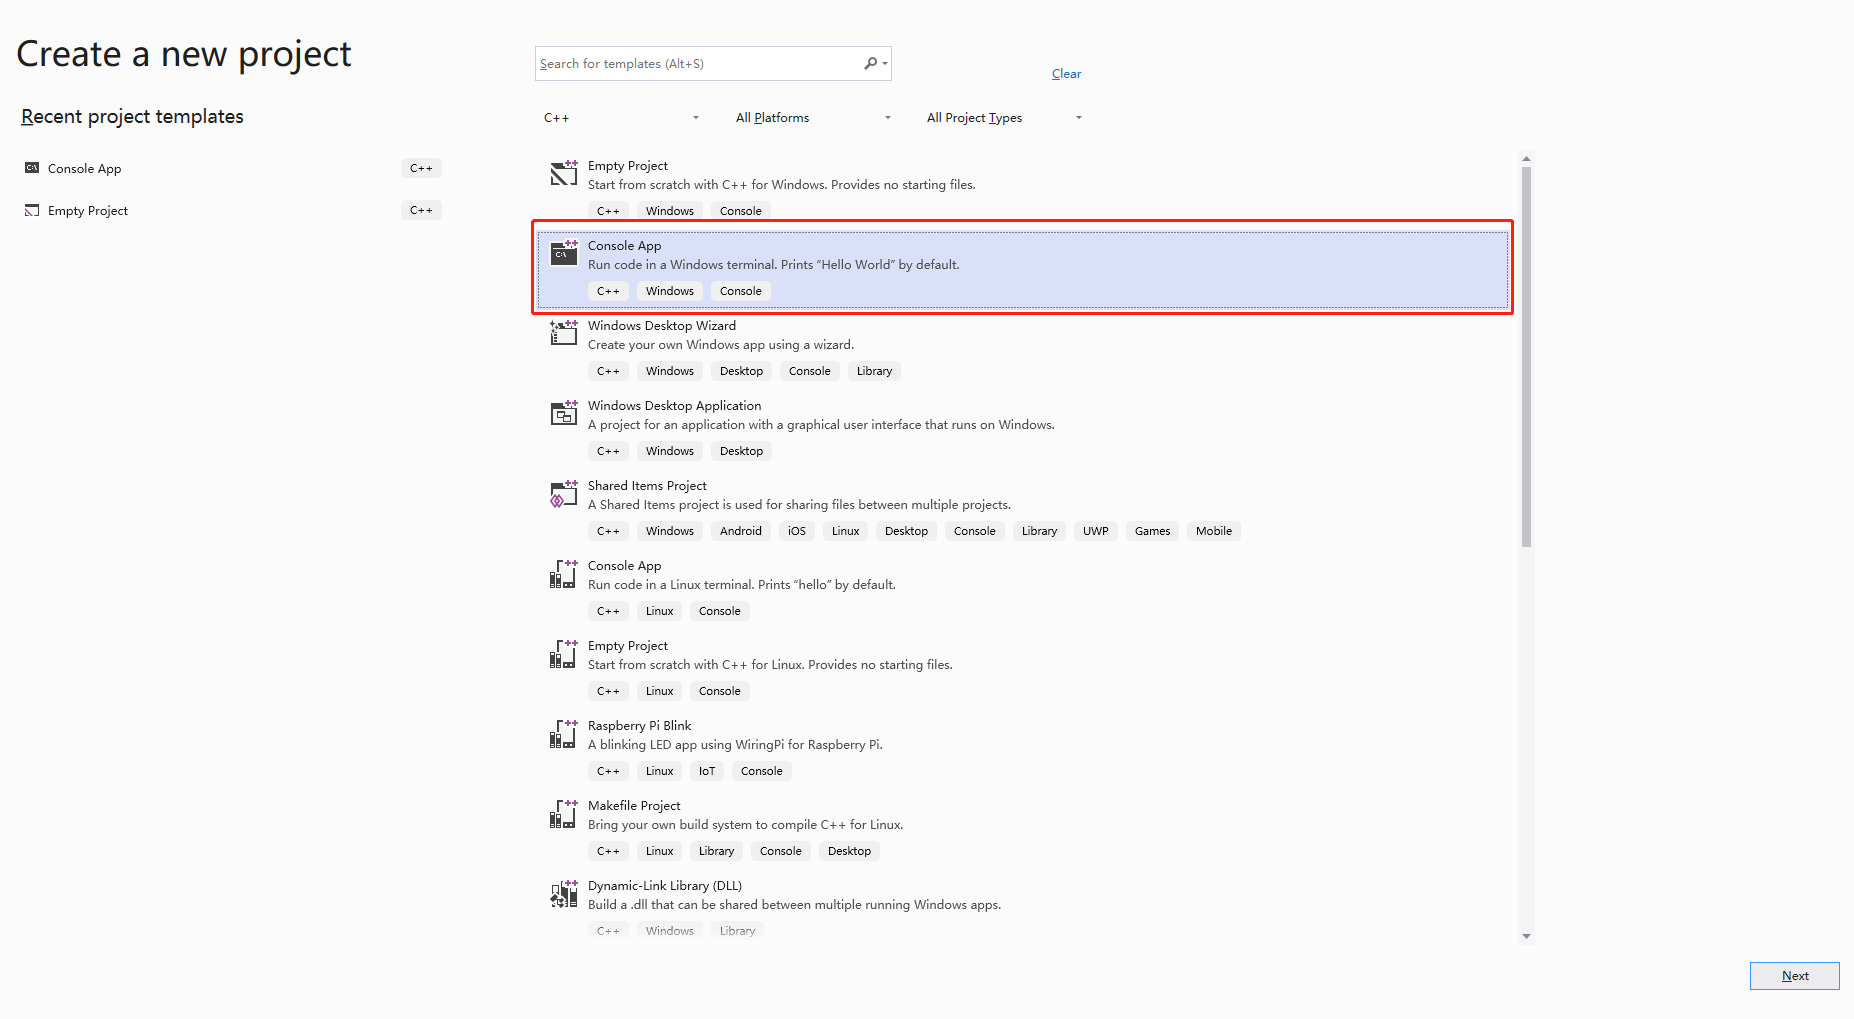 Create a new project
Search for templates (Alt+S)
Clear
Recent project templates
C++ All Platforms All Project Types
Console App C++
Empty Project C++
Empty Project
Start from scratch with C++ for Windows. Provides no starting files.
C++ Windows Console
Console App
C:\
Run code in a Windows terminal. Prints “Hello World” by default.
C++ Windows Console
Windows Desktop Wizard
Create your own Windows app using a wizard.
C++ Windows Desktop Console Library
Windows Desktop Application
A project for an application with a graphical user interface that runs on Windows.
C++ Windows Desktop
Shared Items Project
A Shared Items project is used for sharing files between multiple projects.
C++ Windows Android iOS Linux Desktop Console Library UWP Games Mobile
Console App
Run code in a Linux terminal. Prints “hello” by default.
C++ Linux Console
Empty Project
Start from scratch with C++ for Linux. Provides no starting files.
C++ Linux Console
Raspberry Pi Blink
A blinking LED app using WiringPi for Raspberry Pi.
C++ Linux IoT Console
Makefile Project
Bring your own build system to compile C++ for Linux.
C++ Linux Library Console Desktop
Dynamic-Link Library (DLL)
Build a .dll that can be shared between multiple running Windows apps.
C++ Windows Library
Next